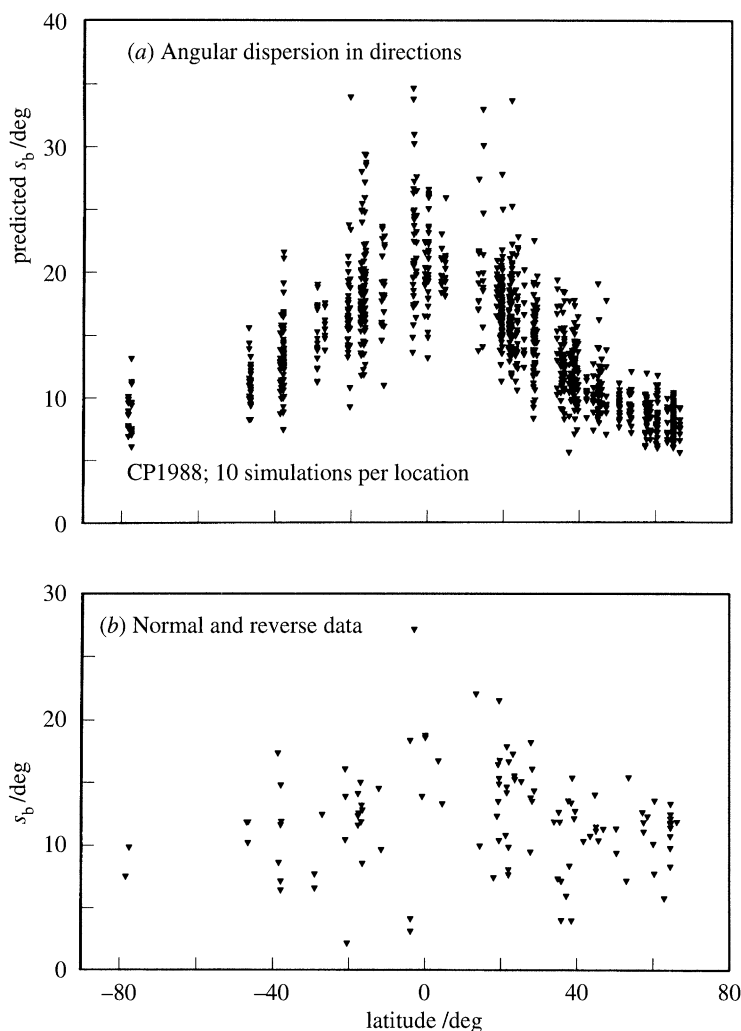 40
(a) Angular dispersion in directions
30
predicted s_b /deg
20
10
CP1988; 10 simulations per location
0
30
(b) Normal and reverse data
20
s_b /deg
10
0
−80 −40 0 40 80
latitude /deg